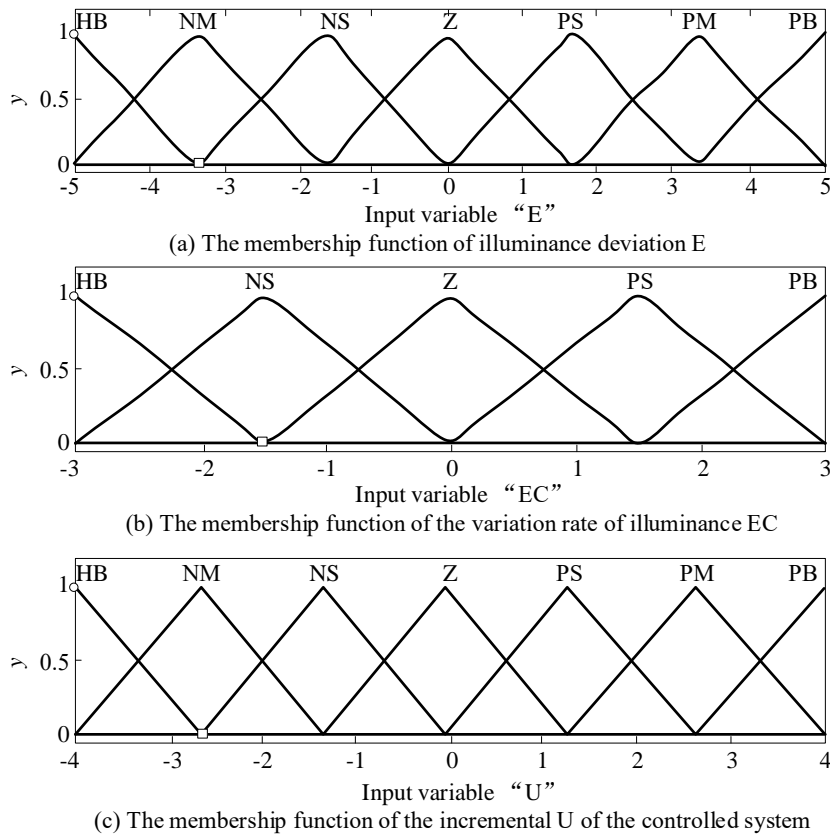 HB NM NS Z PS PM PB
1
0.5
y
0
-5 -4 -3 -2 -1 0 1 2 3 4 5
Input variable “E”
(a) The membership function of illuminance deviation E
HB NS Z PS PB
1
0.5
y
0
-3 -2 -1 0 1 2 3
Input variable “EC”
(b) The membership function of the variation rate of illuminance EC
HB NM NS Z PS PM PB
1
0.5
y
0
-4 -3 -2 -1 0 1 2 3 4
Input variable “U”
(c) The membership function of the incremental U of the controlled system